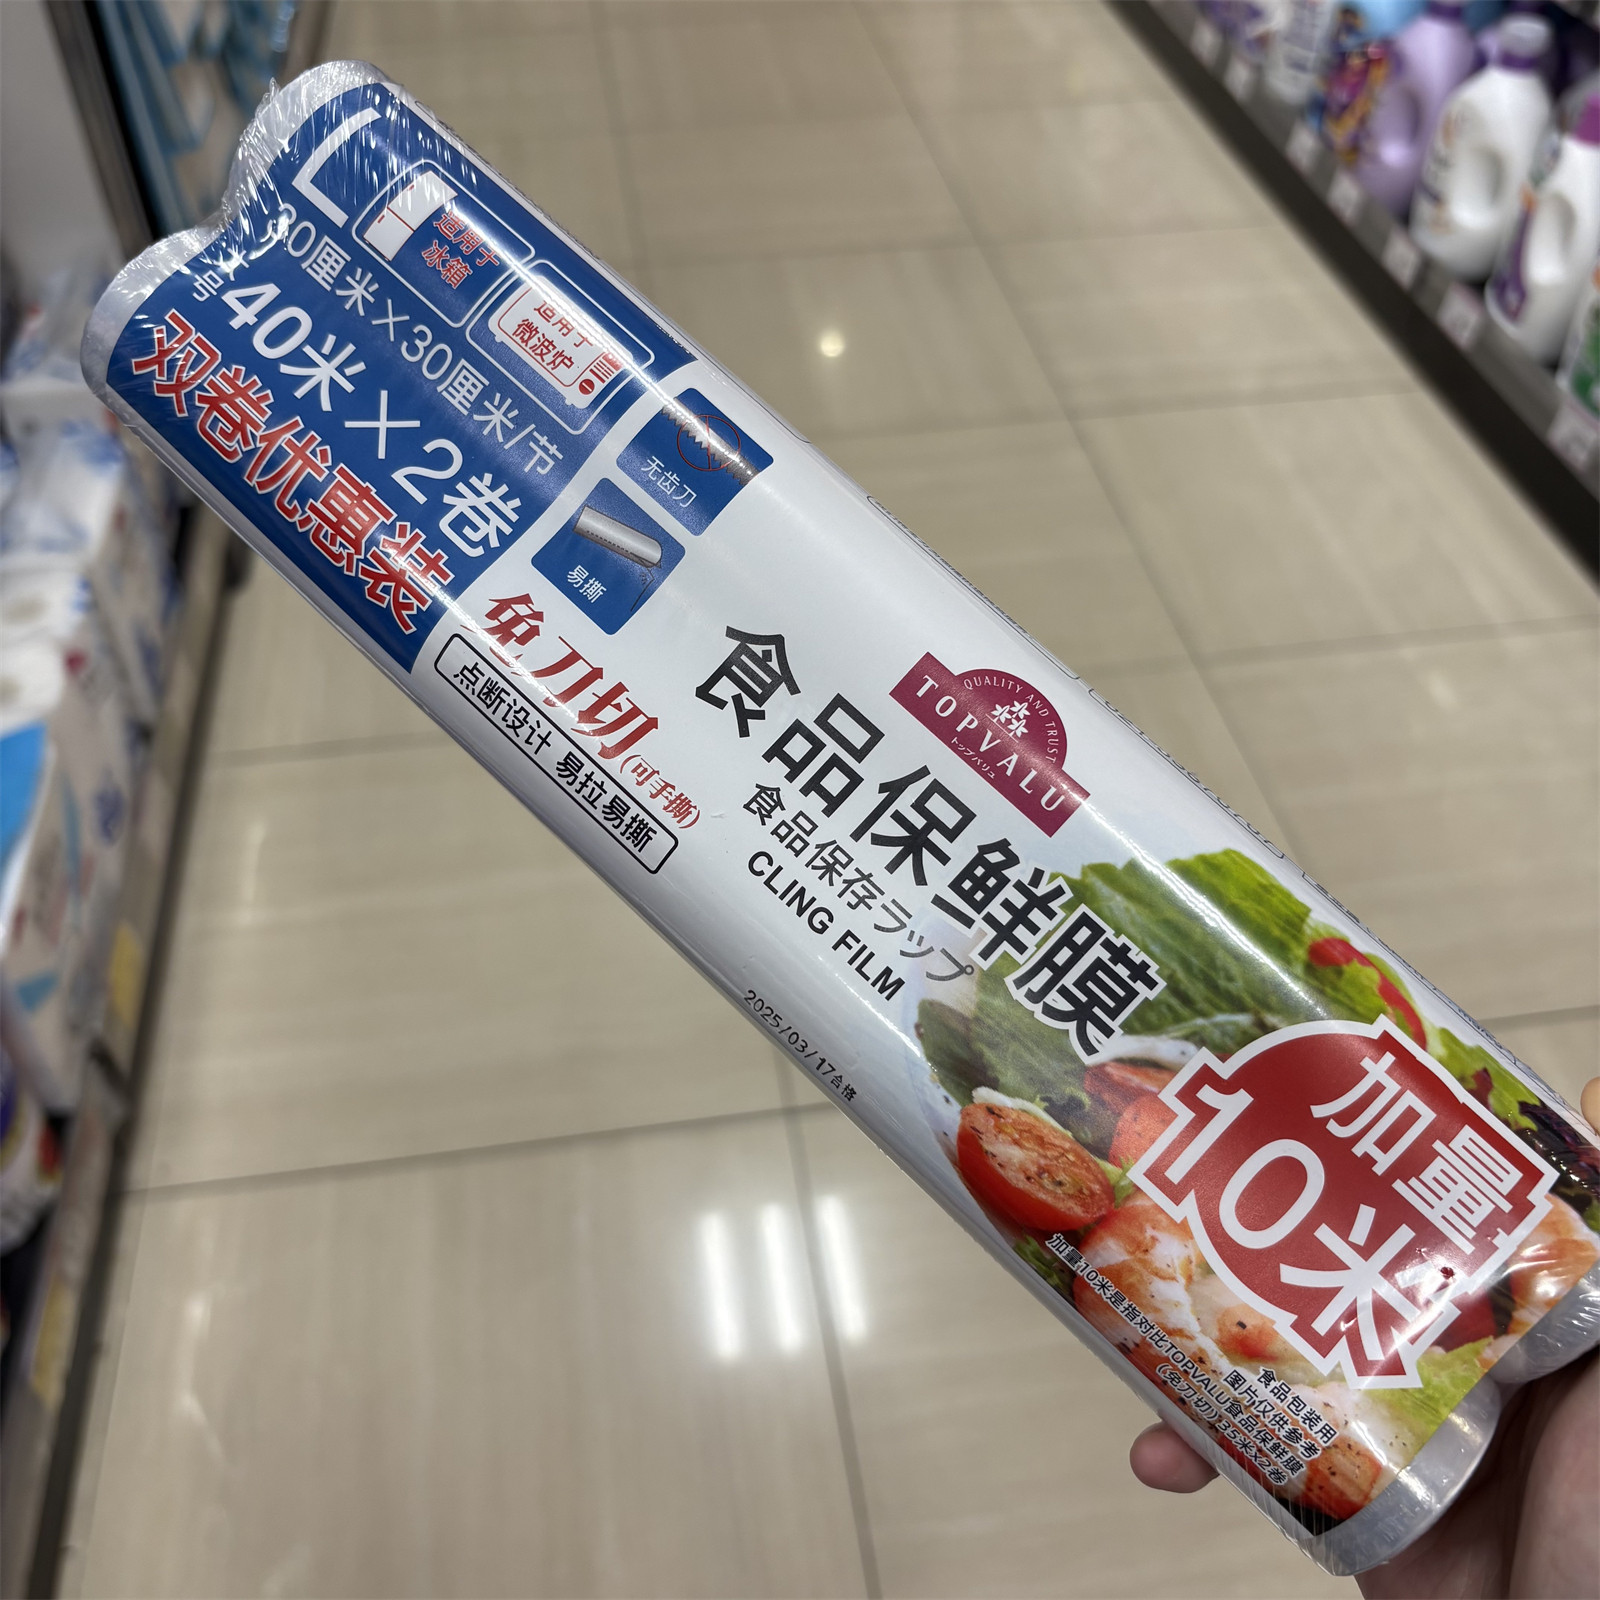 L
大号
30厘米×30厘米/节
40米×2卷
双卷优惠装
适用于
冰箱
适用于
微波炉
无齿刀
易撕
免刀切(可手撕)
点断设计 易拉易撕
QUALITY AND TRUST
TOPVALU
トップバリュ
食品保鲜膜
食品保存ラップ
CLING FILM
2025/03/17合格
加量
10米
食品包装用
图片仅供参考
加量10米是指对比TOPVALU食品保鲜膜
(免刀切)35米x2卷